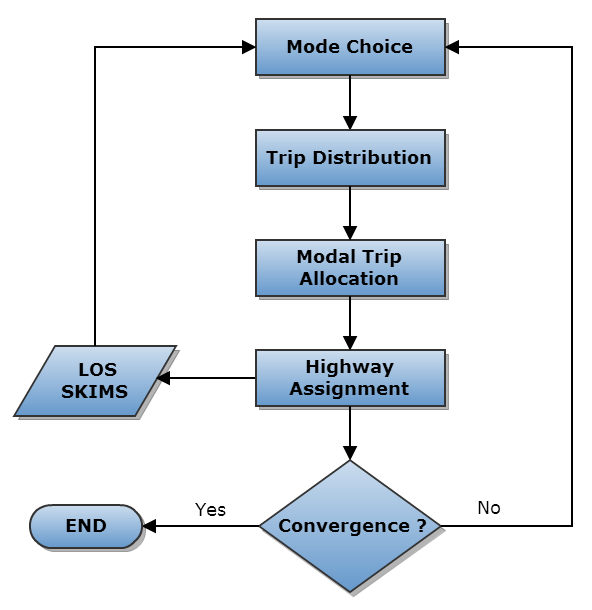 Mode Choice
Trip Distribution
Modal Trip
Allocation
Highway
Assignment
LOS
SKIMS
Convergence ?
Yes
No
END